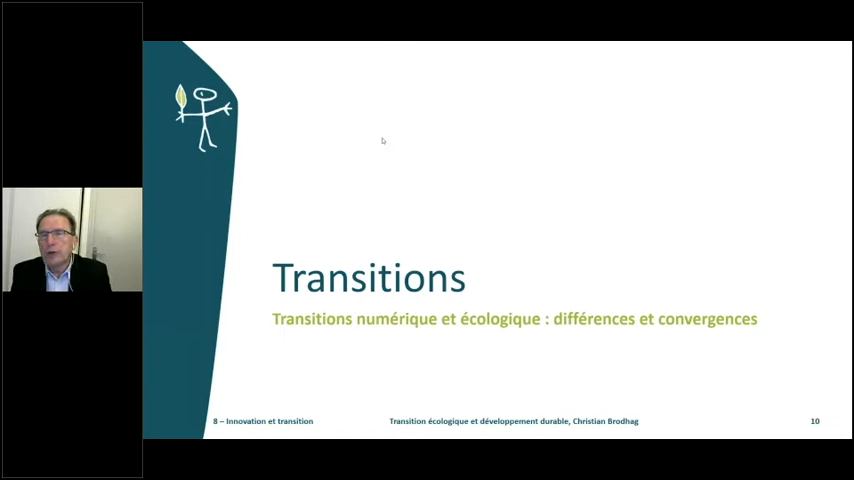 Transitions
Transitions numérique et écologique : différences et convergences
8 – Innovation et transition
Transition écologique et développement durable, Christian Brodhag
10